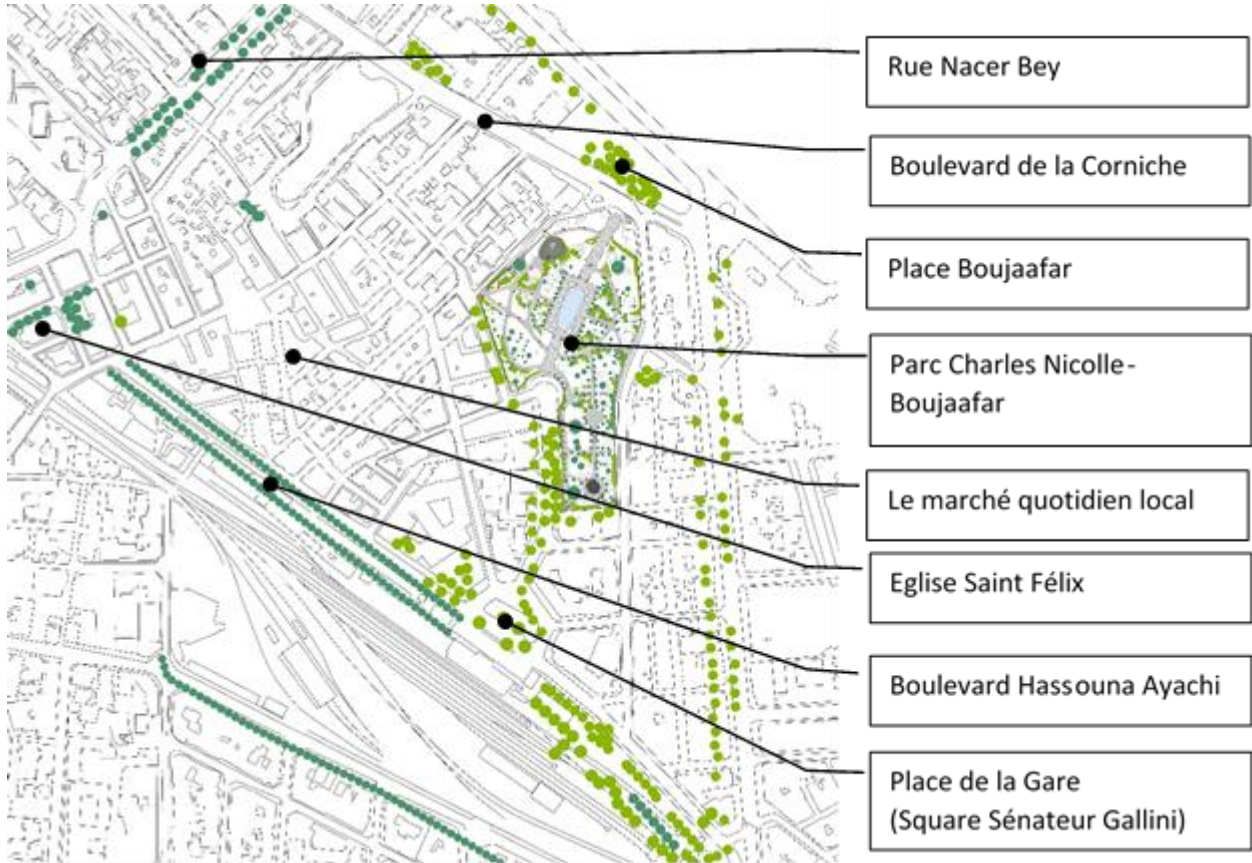 Rue Nacer Bey
Boulevard de la Corniche
Place Boujaafar
Parc Charles Nicolle-
Boujaafar
Le marché quotidien local
Eglise Saint Félix
Boulevard Hassouna Ayachi
Place de la Gare
(Square Sénateur Gallini)